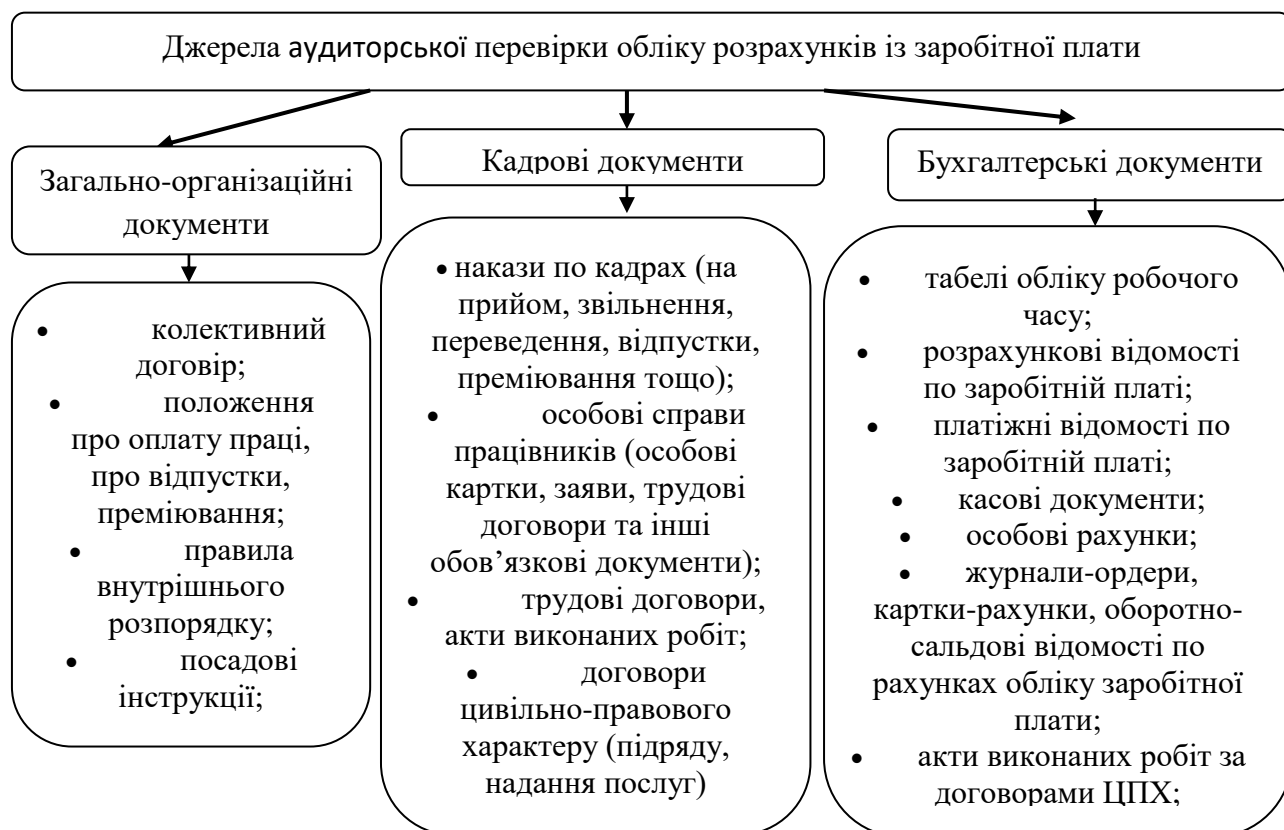 Джерела аудиторської перевірки обліку розрахунків із заробітної плати
Загально-організаційні
документи
• колективний
договір;
• положення
про оплату праці,
про відпустки,
преміювання;
• правила
внутрішнього
розпорядку;
• посадові
інструкції;
Кадрові документи
• накази по кадрах (на
прийом, звільнення,
переведення, відпустки,
преміювання тощо);
• особові справи
працівників (особові
картки, заяви, трудові
договори та інші
обов’язкові документи);
• трудові договори,
акти виконаних робіт;
• договори
цивільно-правового
характеру (підряду,
надання послуг)
Бухгалтерські документи
• табелі обліку робочого
часу;
• розрахункові відомості
по заробітній платі;
• платіжні відомості по
заробітній платі;
• касові документи;
• особові рахунки;
• журнали-ордери,
картки-рахунки, оборотно-
сальдові відомості по
рахунках обліку заробітної
плати;
• акти виконаних робіт за
договорами ЦПХ;